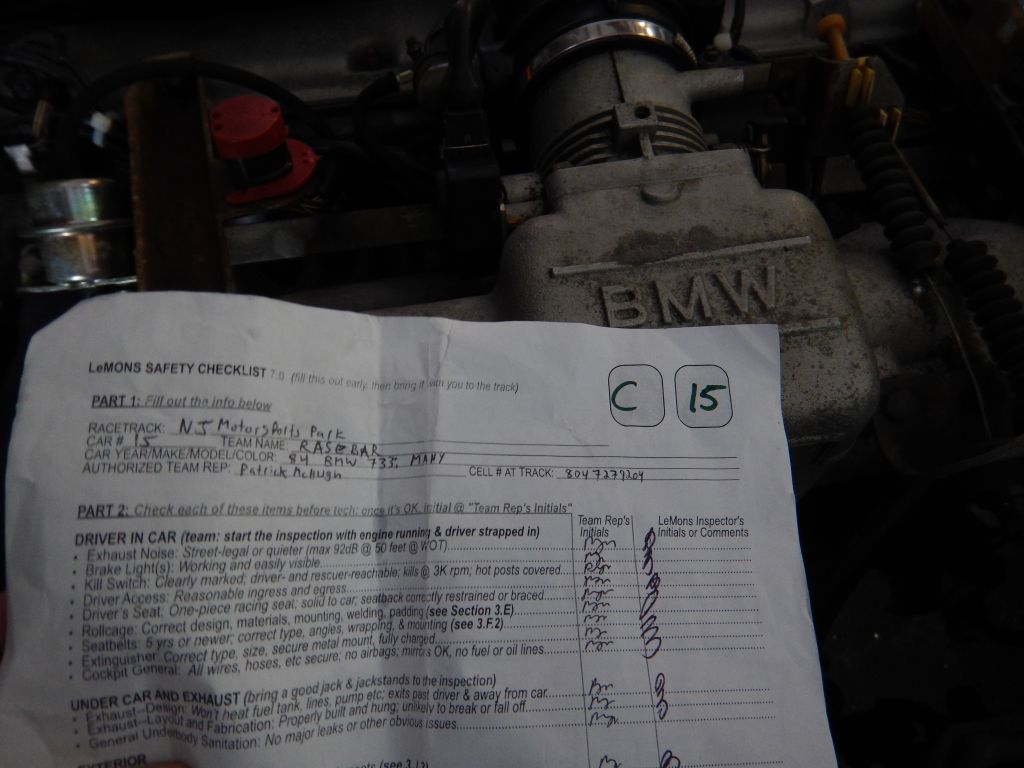 BMW
LeMONS SAFETY CHECKLIST 7.0 (fill this out early, then bring it with you to the track)
C 15
PART 1: Fill out the info below
RACETRACK: NJ Motorsports Park
CAR # 15 TEAM NAME: RASEBAR
CAR YEAR/MAKE/MODEL/COLOR: 84 BMW 735i MANY
AUTHORIZED TEAM REP: Patrick McHugh CELL # AT TRACK: 8047279204
PART 2: Check each of these items before tech; once it's OK, initial @ "Team Rep's Initials"
Team Rep's Initials
LeMons Inspector's Initials or Comments
DRIVER IN CAR (team: start the inspection with engine running & driver strapped in)
• Exhaust Noise: Street-legal or quieter (max 92dB @ 50 feet @ WOT)
• Brake Light(s): Working and easily visible
• Kill Switch: Clearly marked; driver- and rescuer-reachable; kills @ 3K rpm; hot posts covered
• Driver Access: Reasonable ingress and egress
• Driver's Seat: One-piece racing seat; solid to car; seatback correctly restrained or braced
• Rollcage: Correct design, materials, mounting, welding, padding (see Section 3.E)
• Seatbelts: 5 yrs or newer; correct type, angles, wrapping, & mounting (see 3.F.2)
• Extinguisher: Correct type, size, secure metal mount, fully charged
• Cockpit General: All wires, hoses, etc secure; no airbags; mirrors OK, no fuel or oil lines
UNDER CAR AND EXHAUST (bring a good jack & jackstands to the inspection)
• Exhaust—Design: Won't heat fuel tank, lines, pump etc; exits past driver & away from car
• Exhaust—Layout and Fabrication: Properly built and hung; unlikely to break or fall off
• General Underbody Sanitation: No major leaks or other obvious issues
EXTERIOR